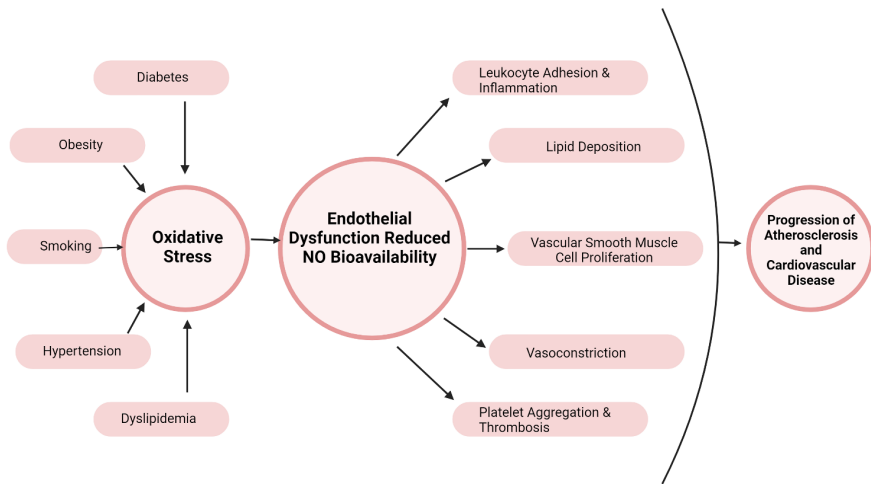 Diabetes
Obesity
Smoking
Hypertension
Dyslipidemia
Oxidative
Stress
Endothelial
Dysfunction Reduced
NO Bioavailability
Leukocyte Adhesion &
Inflammation
Lipid Deposition
Vascular Smooth Muscle
Cell Proliferation
Vasoconstriction
Platelet Aggregation &
Thrombosis
Progression of
Atherosclerosis
and
Cardiovascular
Disease